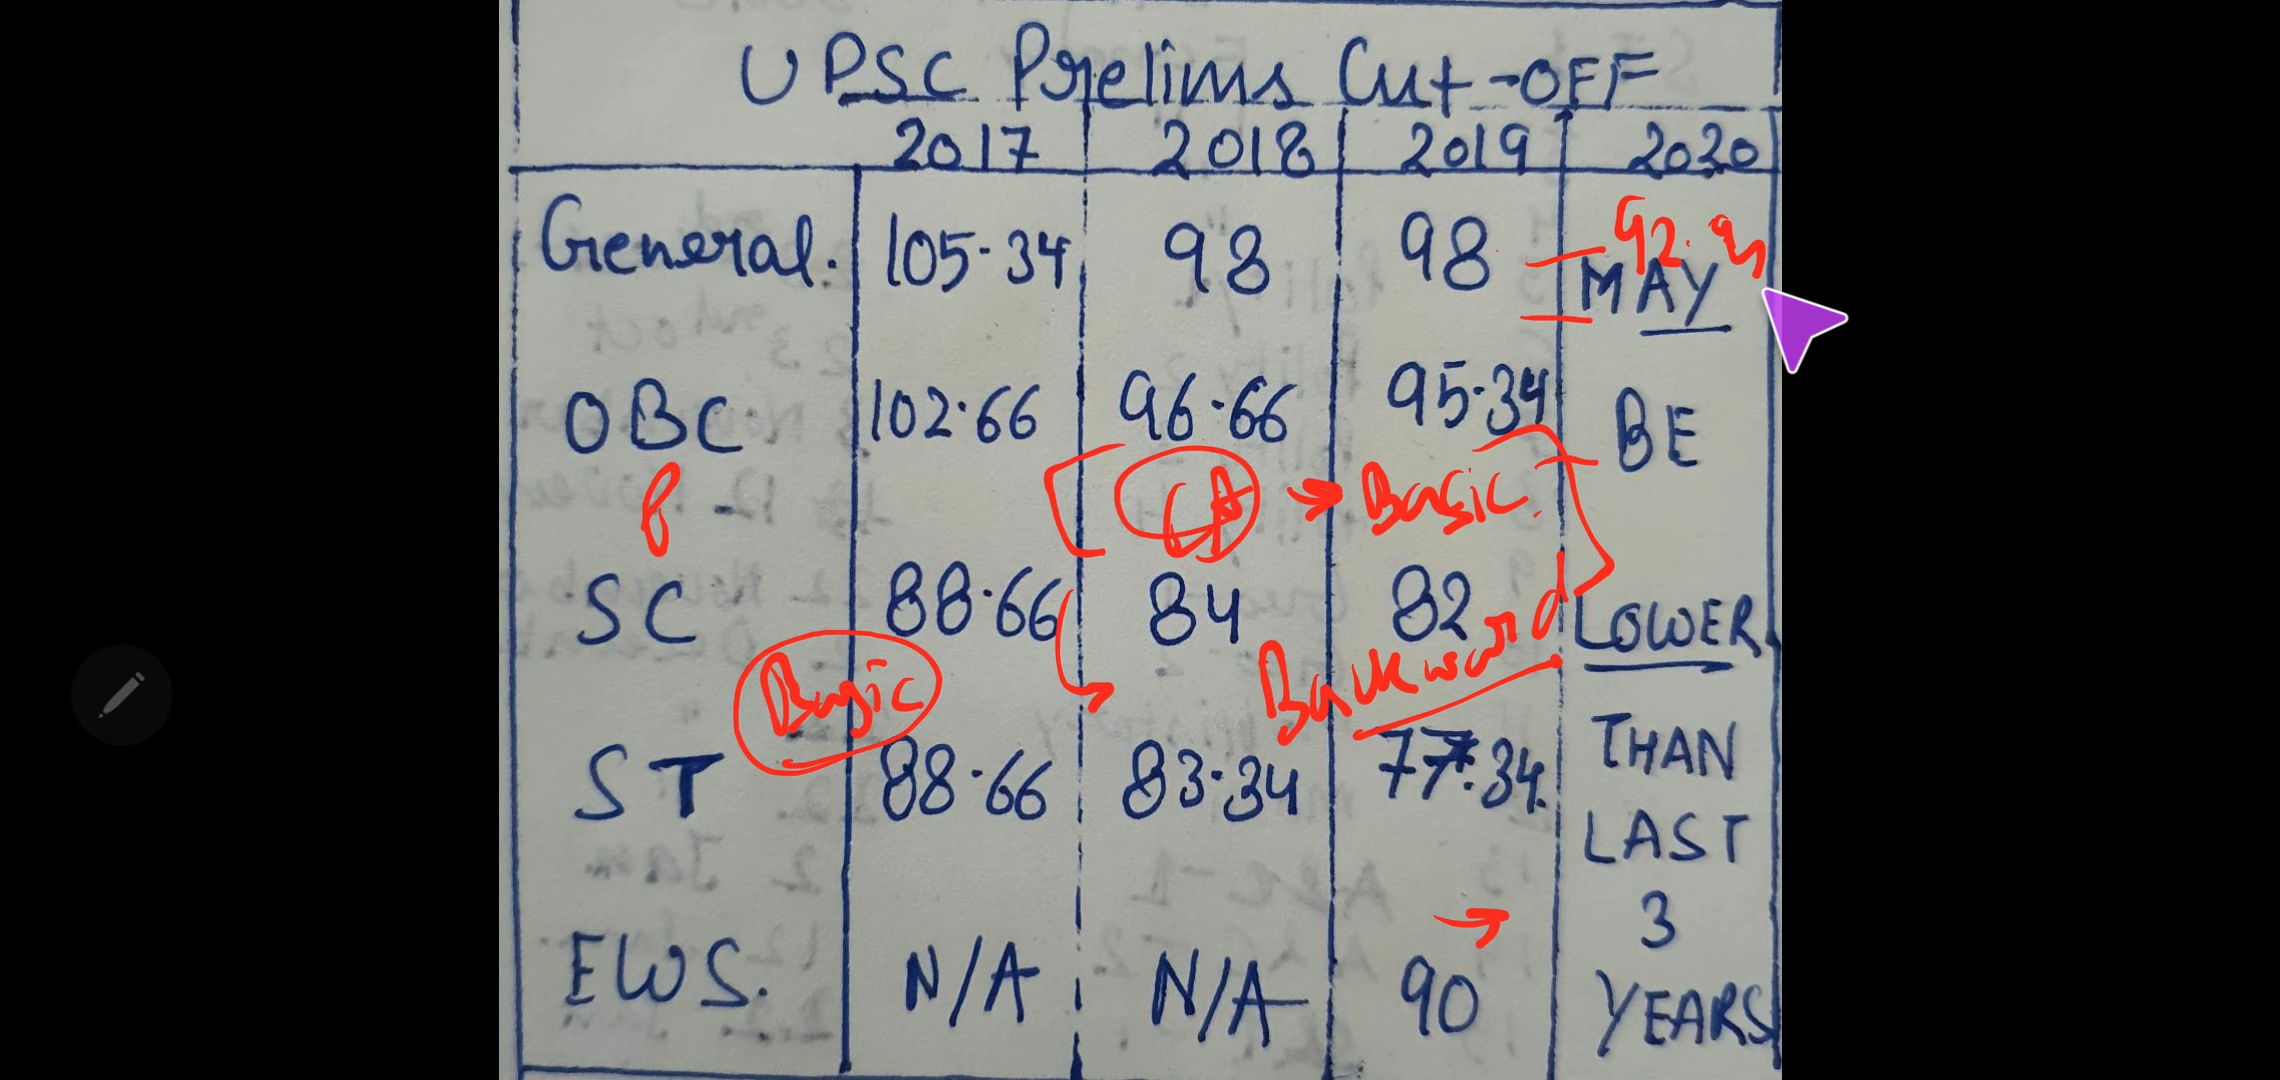 UPSC Prelims Cut-OFF
2017 2018 2019 2020
General. 105.34 98 98 MAY
OBC 102.66 96.66 95.34 BE
CA → Basic
SC 88.66 84 82 LOWER
Basic Backward
ST 88.66 83.34 77.34. THAN
LAST
3
EWS. N/A N/A 90 YEARS